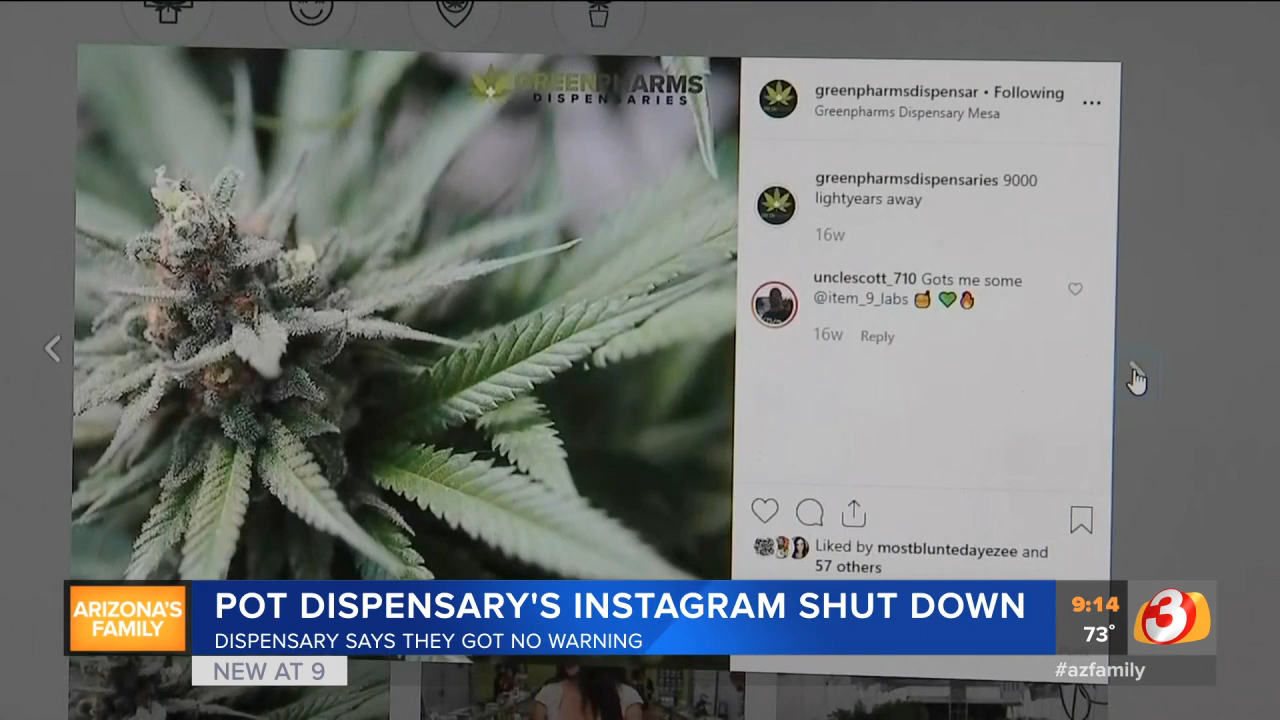 GREENPHARMS
DISPENSARIES
greenpharmsdispensar • Following
Greenpharms Dispensary Mesa
greenpharmsdispensaries 9000
lightyears away
16w
unclescott_710 Gots me some
@item_9_labs 🍯 💚🔥
16w Reply
Liked by mostbluntedayezee and
57 others
ARIZONA'S
FAMILY
POT DISPENSARY'S INSTAGRAM SHUT DOWN
DISPENSARY SAYS THEY GOT NO WARNING
NEW AT 9
9:14
73°
3
#azfamily